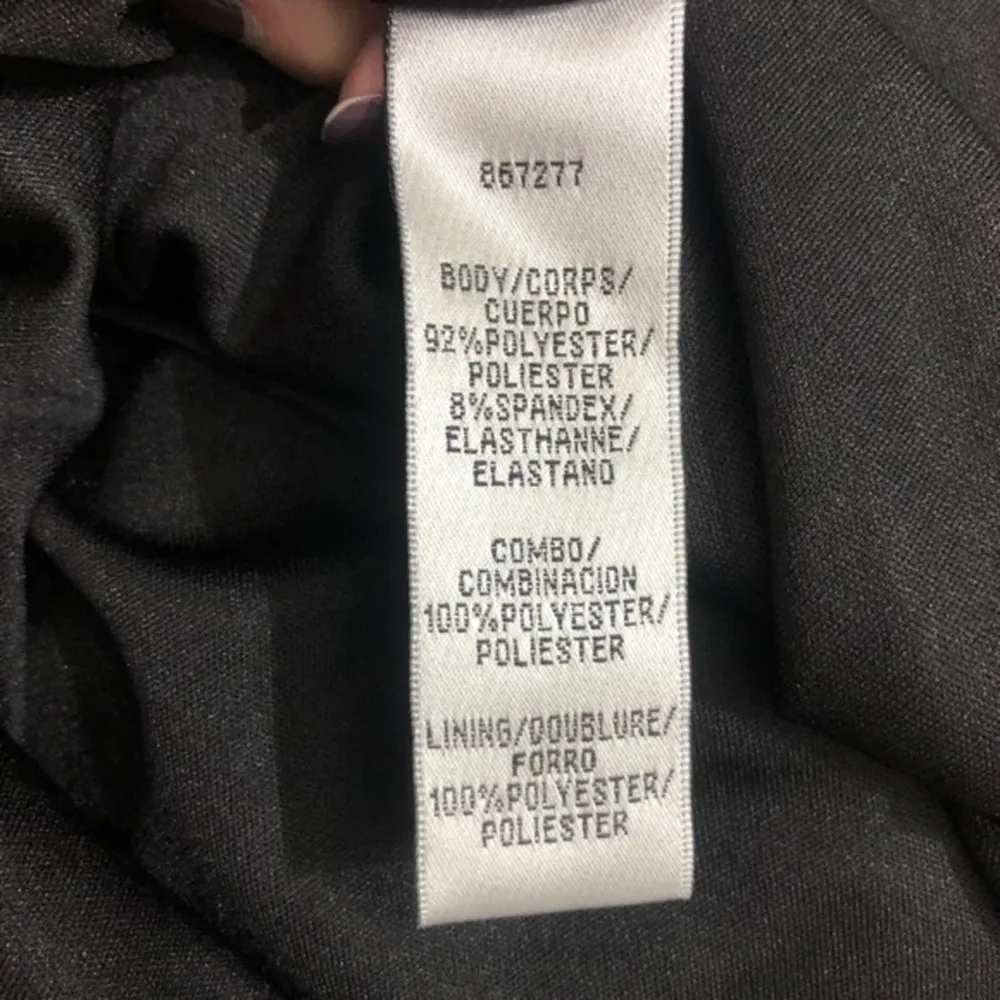 867277
BODY/CORPS/
CUERPO
92%POLYESTER/
POLIESTER
8%SPANDEX/
ELASTHANNE/
ELASTANO
COMBO/
COMBINACION
100%POLYESTER/
POLIESTER
LINING/DOUBLURE/
FORRO
100%POLYESTER/
POLIESTER